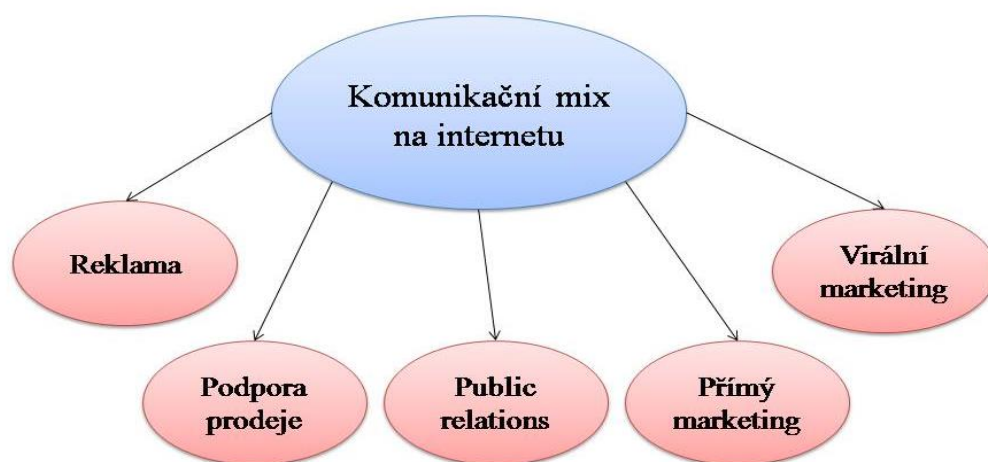 Komunikační mix
na internetu
Reklama
Virální
marketing
Podpora
prodeje
Public
relations
Přímý
marketing